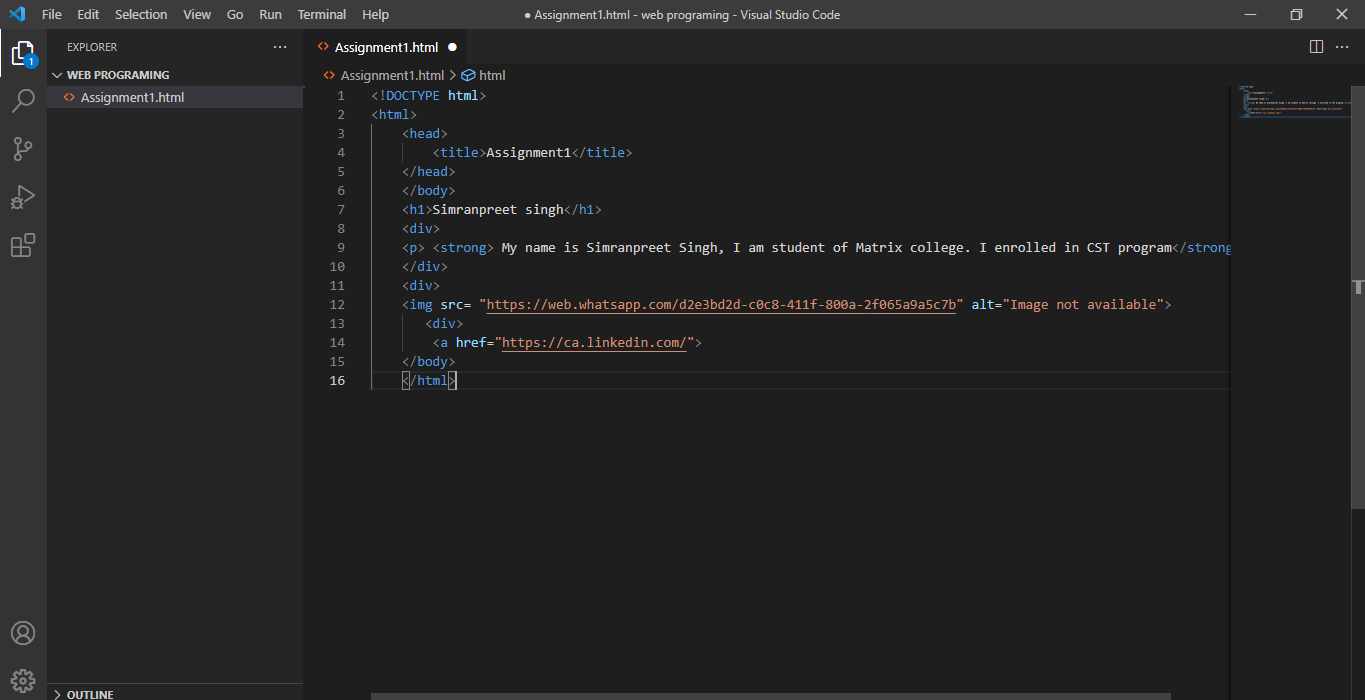 File Edit Selection View Go Run Terminal Help
● Assignment1.html - web programing - Visual Studio Code
EXPLORER
WEB PROGRAMING
Assignment1.html
1
Assignment1.html ●
Assignment1.html > html
1 <!DOCTYPE html>
2 <html>
3 <head>
4 <title>Assignment1</title>
5 </head>
6 </body>
7 <h1>Simranpreet singh</h1>
8 <div>
9 <p> <strong> My name is Simranpreet Singh, I am student of Matrix college. I enrolled in CST program</strong
10 </div>
11 <div>
12 <img src= "https://web.whatsapp.com/d2e3bd2d-c0c8-411f-800a-2f065a9a5c7b" alt="Image not available">
13 <div>
14 <a href="https://ca.linkedin.com/">
15 </body>
16 </html>
OUTLINE